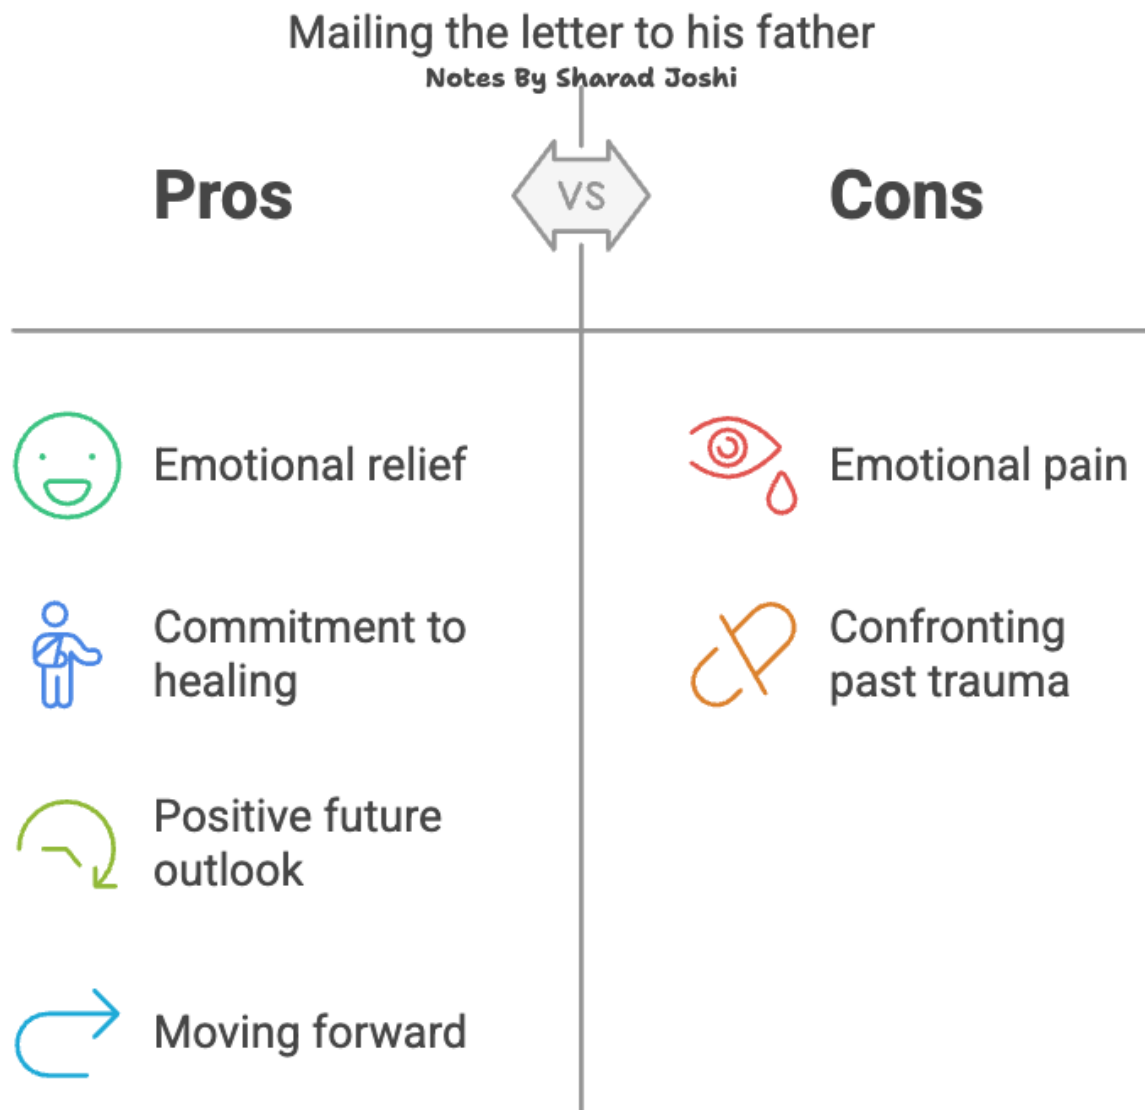 Mailing the letter to his father
Notes By Sharad Joshi
Pros
VS
Cons
Emotional relief
Commitment to
healing
Positive future
outlook
Moving forward
Emotional pain
Confronting
past trauma